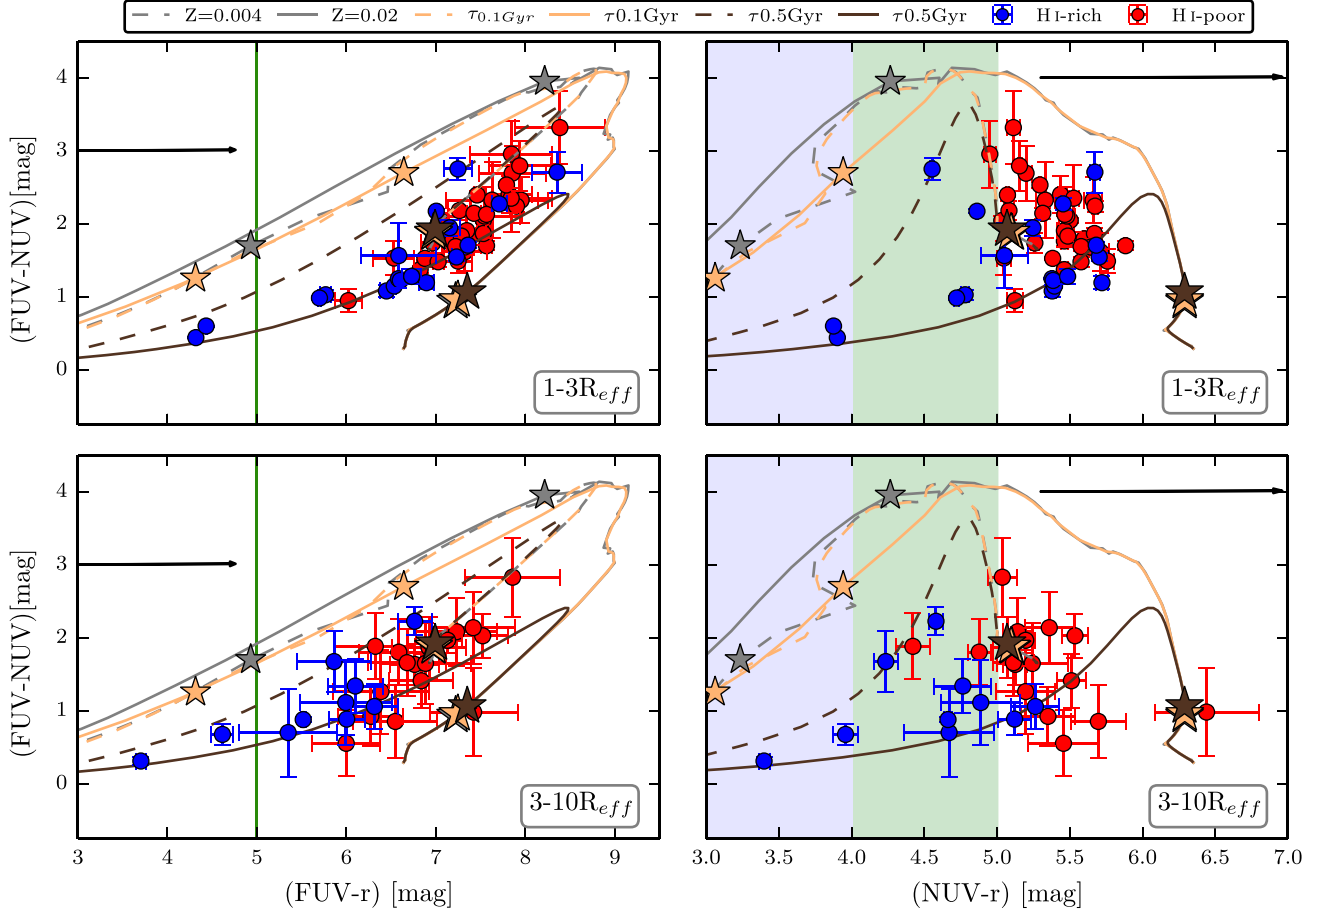 Z=0.004 Z=0.02 τ0.1Gyr τ0.1Gyr τ0.5Gyr τ0.5Gyr H I-rich H I-poor
(FUV-NUV)[mag]
4
3
2
1
0
1-3Reff
1-3Reff
(FUV-NUV)[mag]
4
3
2
1
0
3-10Reff
3-10Reff
3 4 5 6 7 8 9
3.0 3.5 4.0 4.5 5.0 5.5 6.0 6.5 7.0
(FUV-r) [mag]
(NUV-r) [mag]